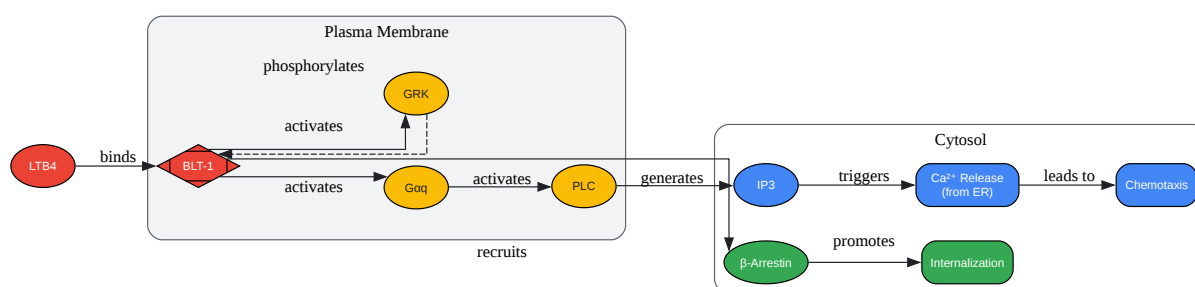 Plasma Membrane
phosphorylates
GRK
activates
LTB4
binds
BLT-1
activates
Gαq
activates
PLC
generates
recruits
Cytosol
IP3
triggers
Ca²⁺ Release
(from ER)
leads to
Chemotaxis
β-Arrestin
promotes
Internalization